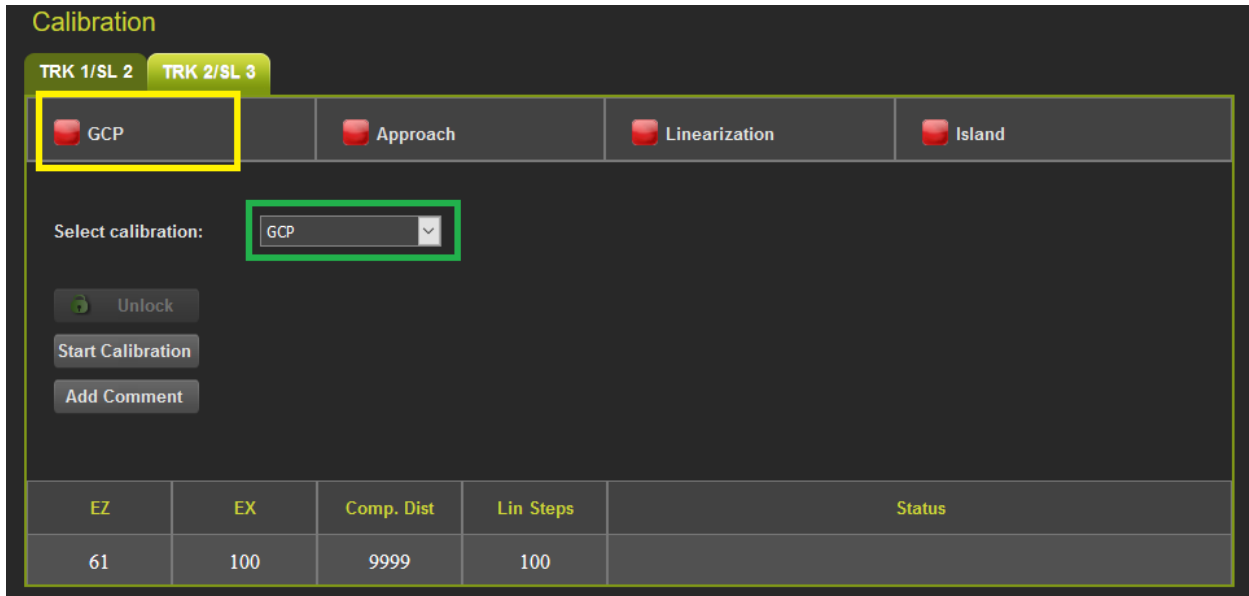 Calibration
TRK 1/SL 2 TRK 2/SL 3
GCP Approach Linearization Island
Select calibration: GCP
Unlock
Start Calibration
Add Comment
EZ EX Comp. Dist Lin Steps Status
61 100 9999 100